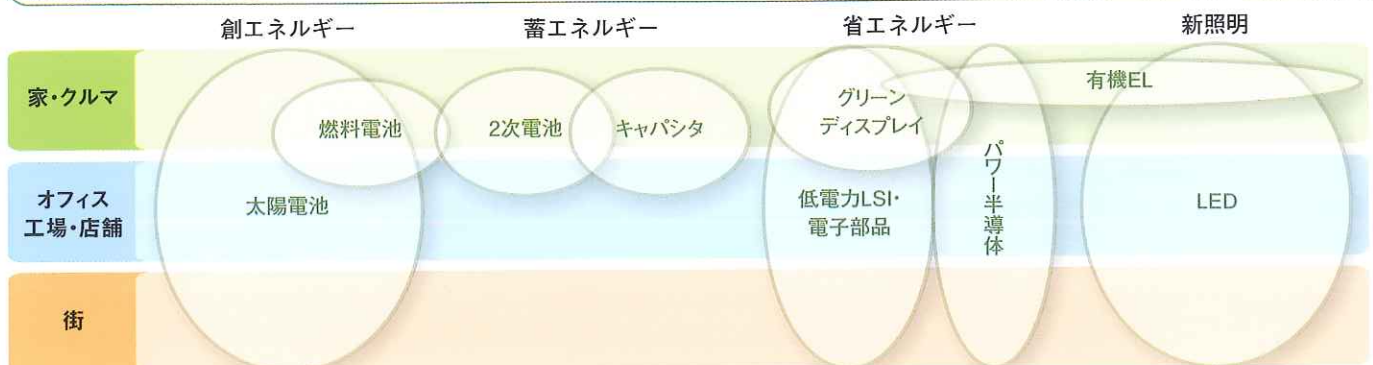 創エネルギー
蓄エネルギー
省エネルギー
新照明
家・クルマ
燃料電池
2次電池
キャパシタ
グリーン
ディスプレイ
有機EL
オフィス
工場・店舗
太陽電池
低電力LSI・
電子部品
パワー半導体
LED
街